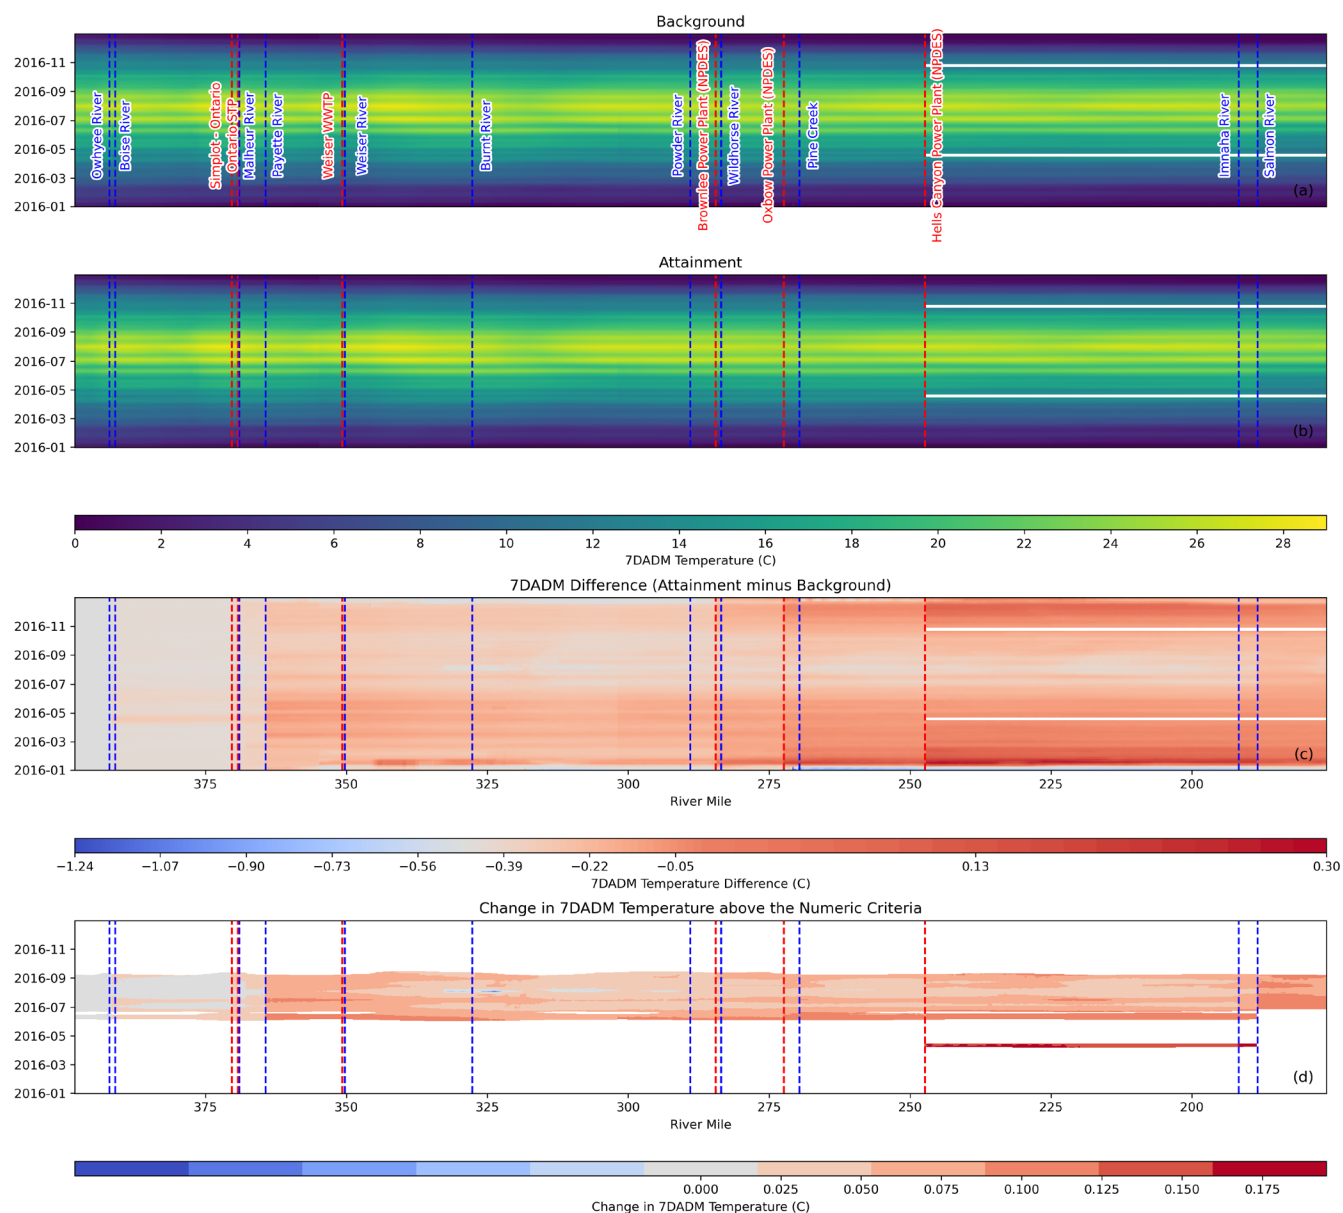 Background
2016-11
2016-09
2016-07
2016-05
2016-03
2016-01
Owhyee River
Boise River
Simplot - Ontario
Ontario STP
Malheur River
Payette River
Weiser WWTP
Weiser River
Burnt River
Powder River
Brownlee Power Plant (NPDES)
Wildhorse River
Oxbow Power Plant (NPDES)
Pine Creek
Hells Canyon Power Plant (NPDES)
Imnaha River
Salmon River
(a)
Attainment
2016-11
2016-09
2016-07
2016-05
2016-03
2016-01
(b)
0 2 4 6 8 10 12 14 16 18 20 22 24 26 28
7DADM Temperature (C)
7DADM Difference (Attainment minus Background)
2016-11
2016-09
2016-07
2016-05
2016-03
2016-01
(c)
375 350 325 300 275 250 225 200
River Mile
−1.24 −1.07 −0.90 −0.73 −0.56 −0.39 −0.22 −0.05 0.13 0.30
7DADM Temperature Difference (C)
Change in 7DADM Temperature above the Numeric Criteria
2016-11
2016-09
2016-07
2016-05
2016-03
2016-01
(d)
375 350 325 300 275 250 225 200
River Mile
0.000 0.025 0.050 0.075 0.100 0.125 0.150 0.175
Change in 7DADM Temperature (C)